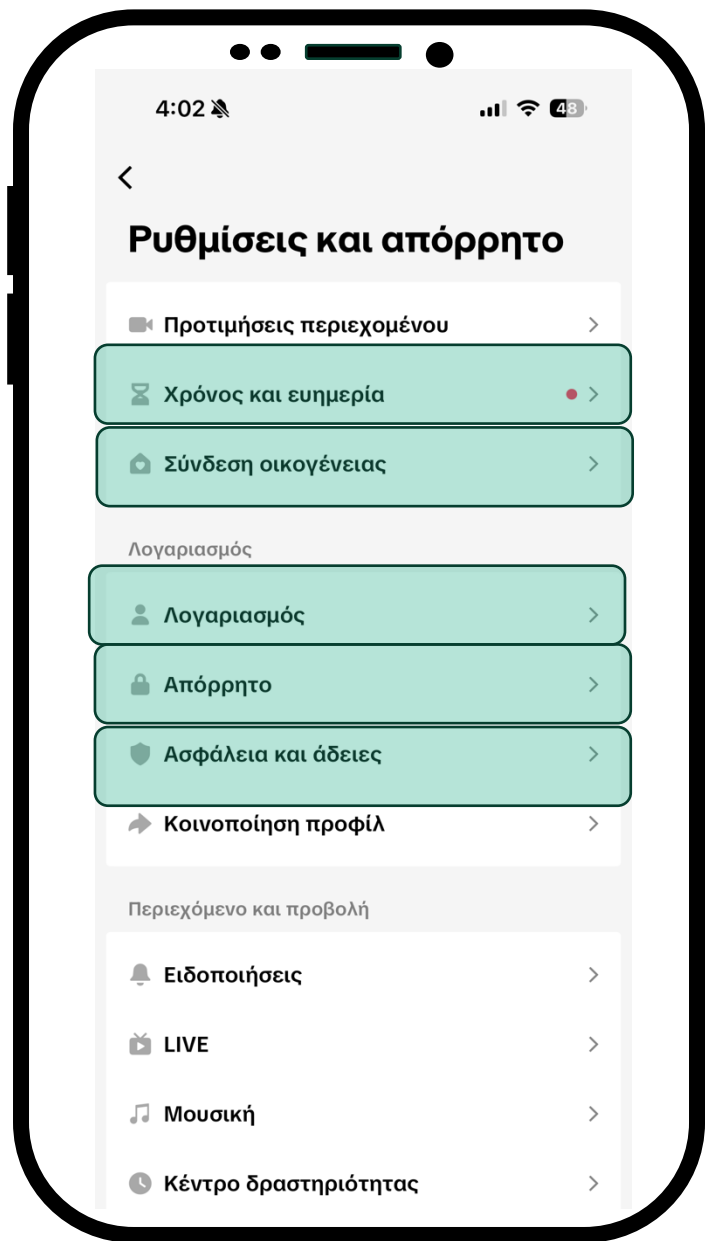 4:02
48
Ρυθμίσεις και απόρρητο
Προτιμήσεις περιεχομένου
Χρόνος και ευημερία
Σύνδεση οικογένειας
Λογαριασμός
Λογαριασμός
Απόρρητο
Ασφάλεια και άδειες
Κοινοποίηση προφίλ
Περιεχόμενο και προβολή
Ειδοποιήσεις
LIVE
Μουσική
Κέντρο δραστηριότητας